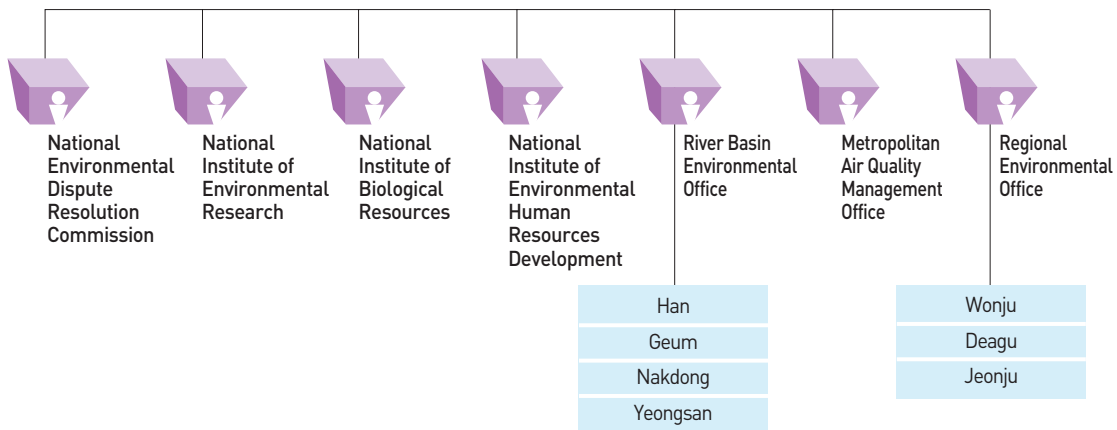 National
Environmental
Dispute
Resolution
Commission
National
Institute of
Environmental
Research
National
Institute of
Biological
Resources
National
Institute of
Environmental
Human
Resources
Development
River Basin
Environmental
Office
Metropolitan
Air Quality
Management
Office
Regional
Environmental
Office
Han
Geum
Nakdong
Yeongsan
Wonju
Deagu
Jeonju